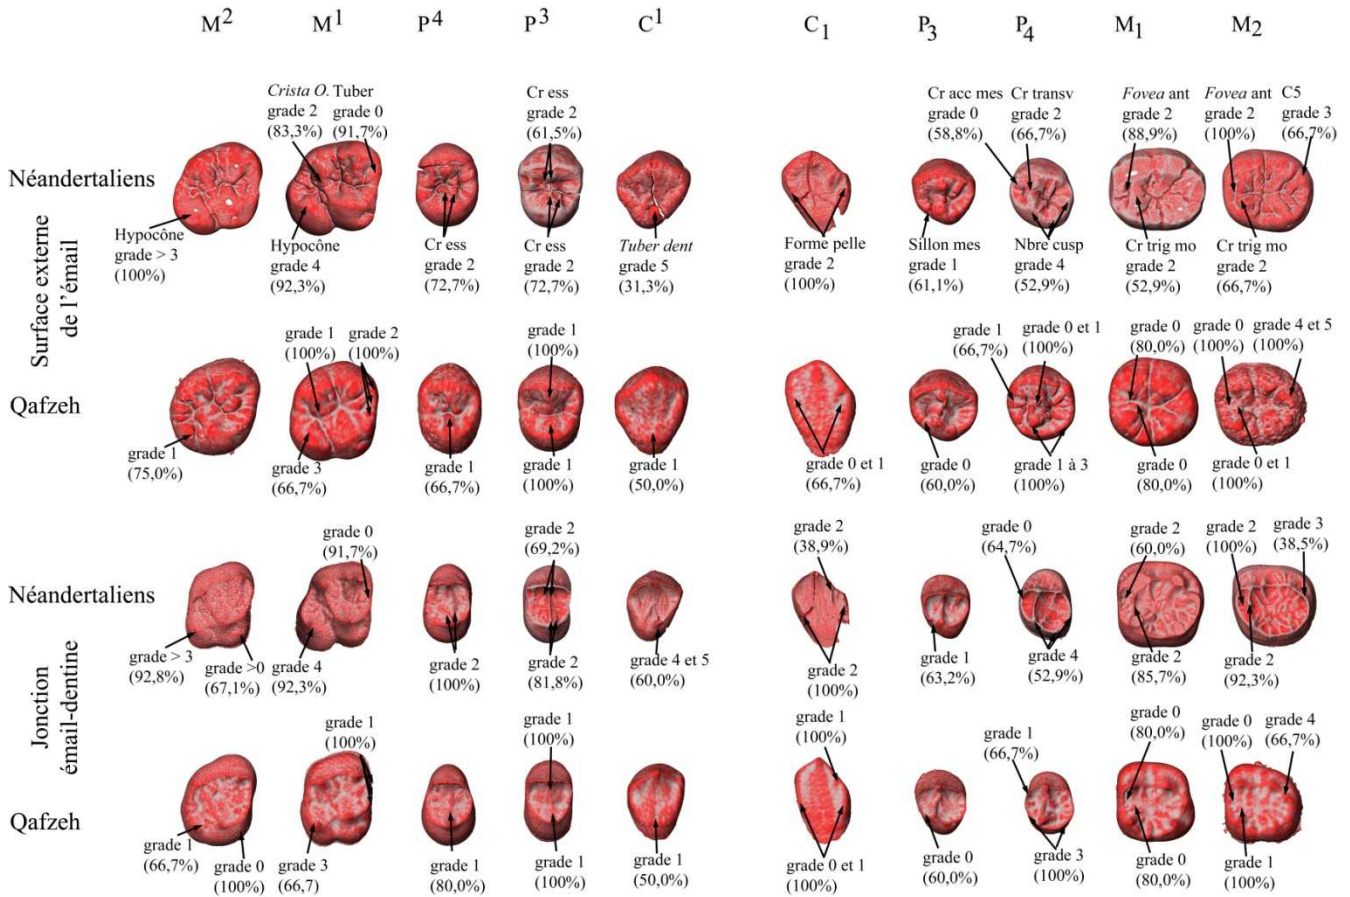 M2 M1 P4 P3 C1 C1 P3 P4 M1 M2
Crista O. Tuber
grade 2 grade 0
(83,3%) (91,7%)
Cr ess
grade 2
(61,5%)
Cr acc mes
grade 0
(58,8%)
Cr transv
grade 2
(66,7%)
Fovea ant
grade 2
(88,9%)
Fovea ant
grade 2
(100%)
C5
grade 3
(66,7%)
Néandertaliens
Surface externe
de l'émail
Hypocône
grade > 3
(100%)
Hypocône
grade 4
(92,3%)
Cr ess
grade 2
(72,7%)
Cr ess
grade 2
(72,7%)
Tuber dent
grade 5
(31,3%)
Forme pelle
grade 2
(100%)
Sillon mes
grade 1
(61,1%)
Nbre cusp
grade 4
(52,9%)
Cr trig mo
grade 2
(52,9%)
Cr trig mo
grade 2
(66,7%)
grade 1
(100%)
grade 2
(100%)
grade 1
(100%)
grade 1
(66,7%)
grade 0 et 1
(100%)
grade 0
(80,0%)
grade 0
(100%)
grade 4 et 5
(100%)
Qafzeh
grade 1
(75,0%)
grade 3
(66,7%)
grade 1
(66,7%)
grade 1
(100%)
grade 1
(50,0%)
grade 0 et 1
(66,7%)
grade 0
(60,0%)
grade 1 à 3
(100%)
grade 0
(80,0%)
grade 0 et 1
(100%)
grade 0
(91,7%)
grade 2
(69,2%)
grade 2
(38,9%)
grade 0
(64,7%)
grade 2
(60,0%)
grade 2
(100%)
grade 3
(38,5%)
Néandertaliens
Jonction
émail-dentine
grade > 3
(92,8%)
grade >0
(67,1%)
grade 4
(92,3%)
grade 2
(100%)
grade 2
(81,8%)
grade 4 et 5
(60,0%)
grade 2
(100%)
grade 1
(63,2%)
grade 4
(52,9%)
grade 2
(85,7%)
grade 2
(92,3%)
grade 1
(100%)
grade 1
(100%)
grade 1
(100%)
grade 1
(66,7%)
grade 0
(80,0%)
grade 0
(100%)
grade 4
(66,7%)
Qafzeh
grade 1
(66,7%)
grade 0
(100%)
grade 3
(66,7)
grade 1
(80,0%)
grade 1
(100%)
grade 1
(50,0%)
grade 0 et 1
(100%)
grade 0
(60,0%)
grade 3
(100%)
grade 0
(80,0%)
grade 1
(100%)